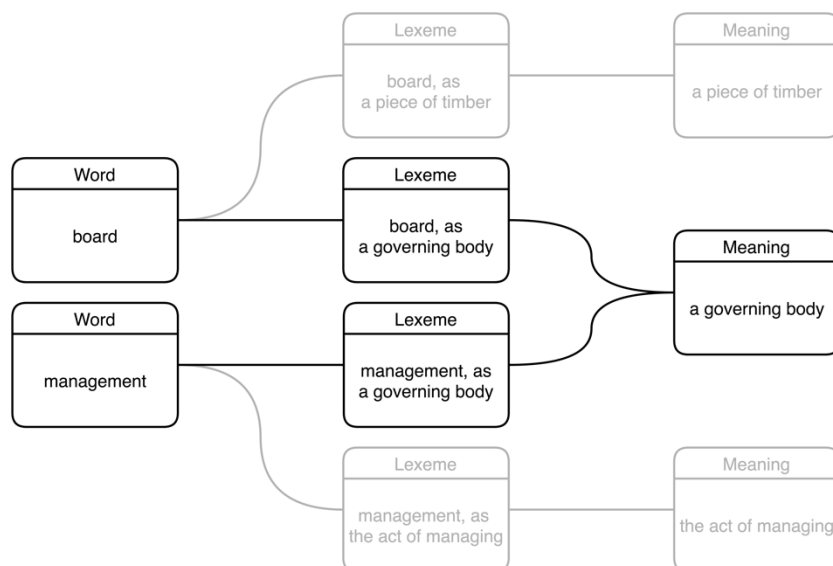 Lexeme
board, as
a piece of timber
Meaning
a piece of timber
Word
board
Lexeme
board, as
a governing body
Meaning
a governing body
Word
management
Lexeme
management, as
a governing body
Lexeme
management, as
the act of managing
Meaning
the act of managing